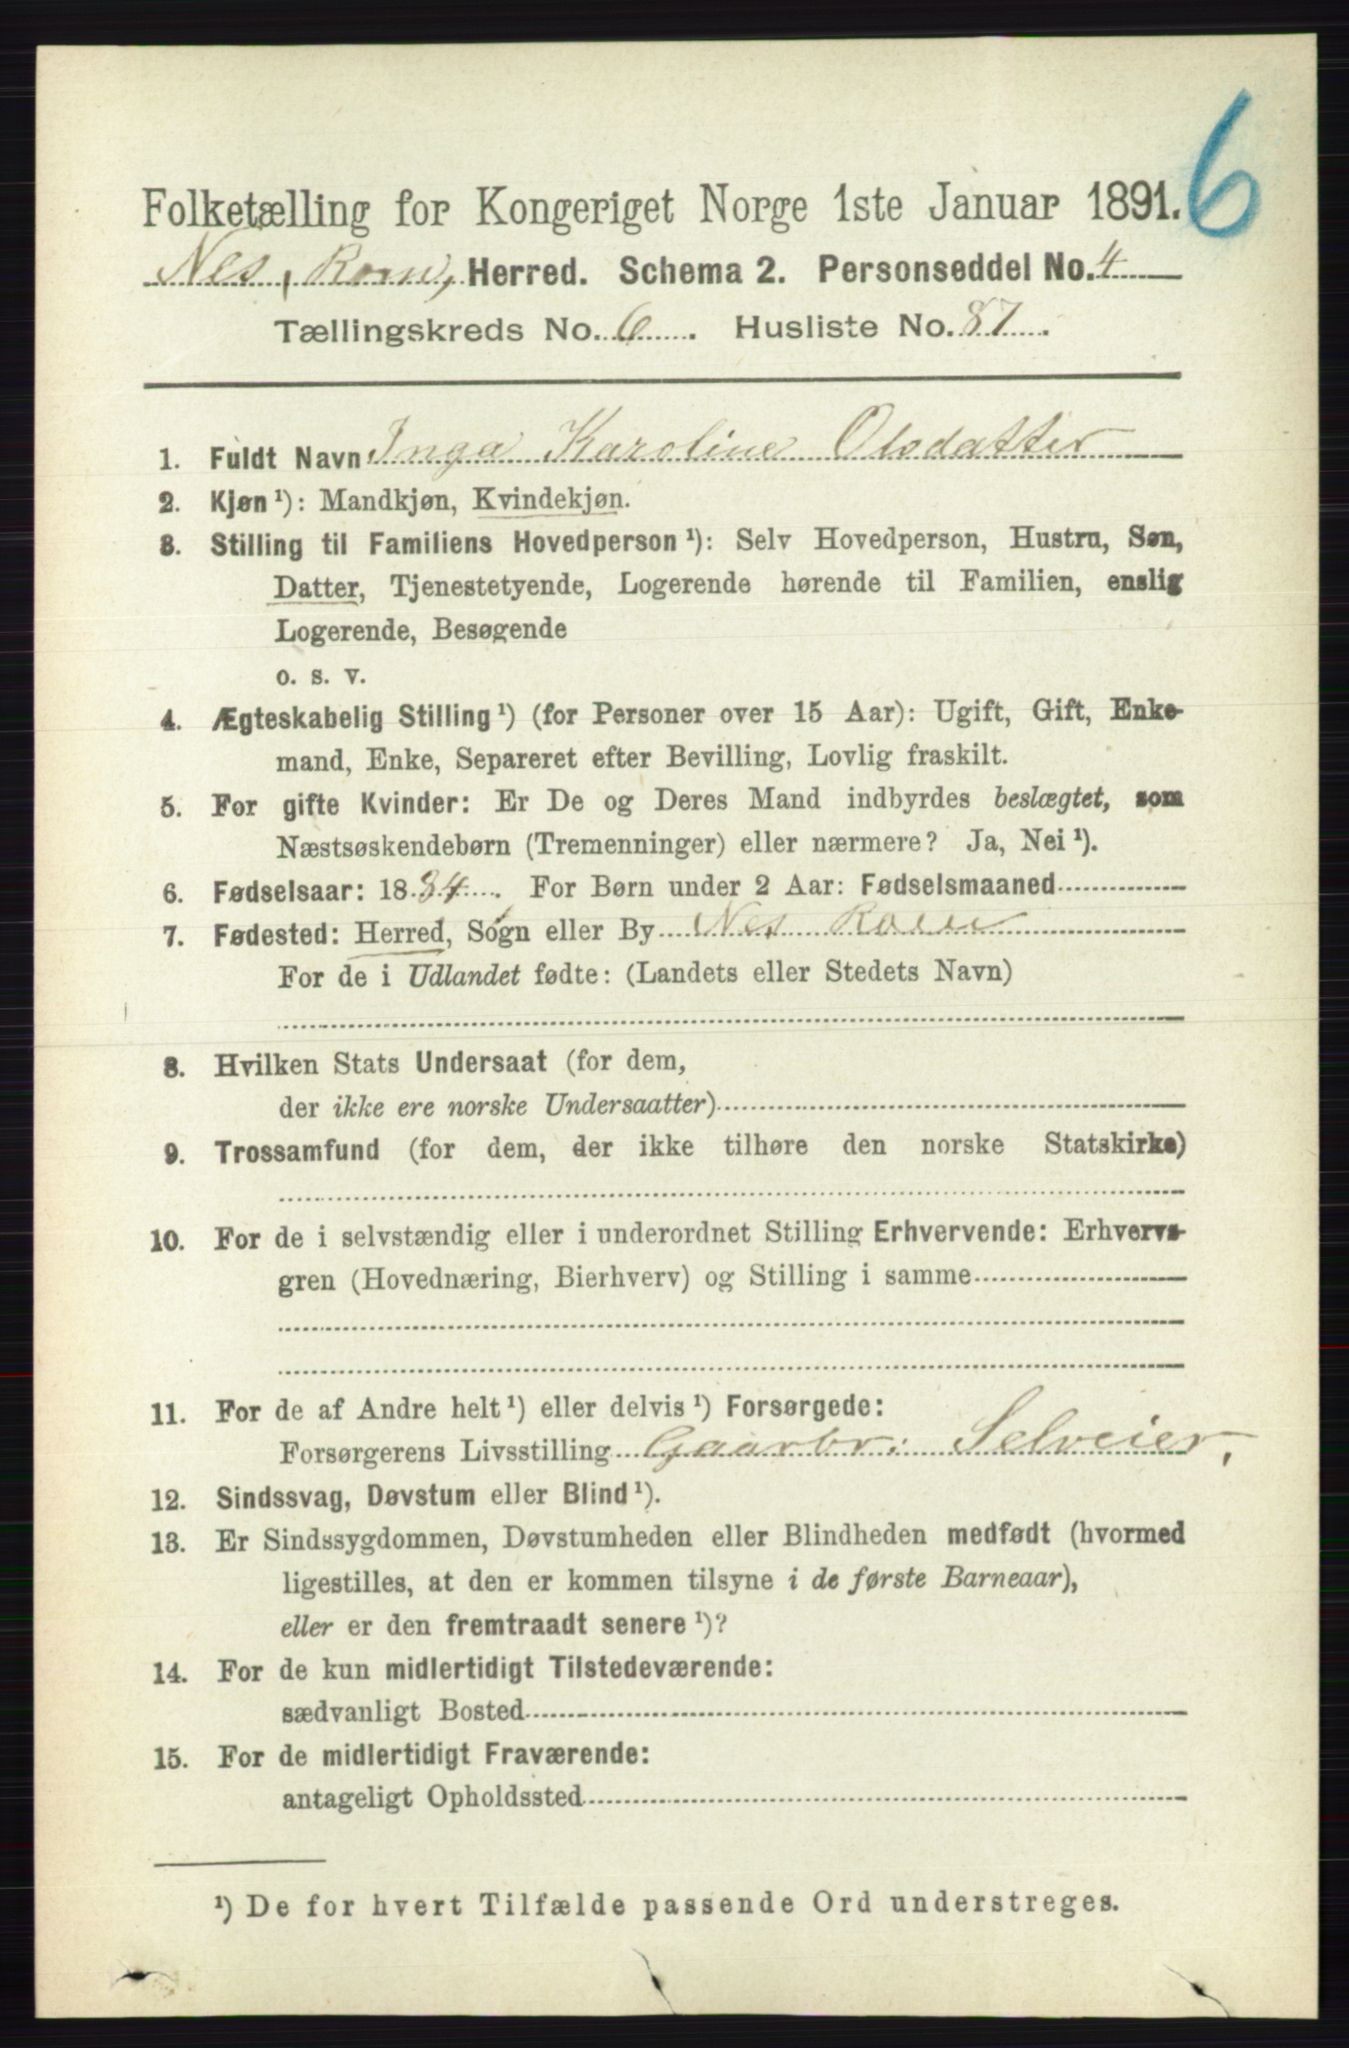 6
Folketælling for Kongeriget Norge 1ste Januar 1891.
Nes, Rom, Herred. Schema 2. Personseddel No. 4
Tællingskreds No. 6. Husliste No. 87.
1. Fuldt Navn Inga Karoline Olsdatter
2. Kjøn ¹): Mandkjøn, Kvindekjøn.
3. Stilling til Familiens Hovedperson ¹): Selv Hovedperson, Hustru, Søn,
Datter, Tjenestetyende, Logerende hørende til Familien, enslig
Logerende, Besøgende
o. s. v.
4. Ægteskabelig Stilling ¹) (for Personer over 15 Aar): Ugift, Gift, Enke-
mand, Enke, Separeret efter Bevilling, Lovlig fraskilt.
5. For gifte Kvinder: Er De og Deres Mand indbyrdes beslægtet, som
Næstsøskendebørn (Tremenninger) eller nærmere? Ja, Nei ¹).
6. Fødselsaar: 1884. For Børn under 2 Aar: Fødselsmaaned
7. Fødested: Herred, Sogn eller By Nes
For de i Udlandet fødte: (Landets eller Stedets Navn)
8. Hvilken Stats Undersaat (for dem,
der ikke ere norske Undersaatter)
9. Trossamfund (for dem, der ikke tilhøre den norske Statskirke)
10. For de i selvstændig eller i underordnet Stilling Erhvervende: Erhvervs-
gren (Hovednæring, Bierhverv) og Stilling i samme
11. For de af Andre helt ¹) eller delvis ¹) Forsørgede:
Forsørgerens Livsstilling Gaarbr: Selveier,
12. Sindssvag, Døvstum eller Blind ¹).
13. Er Sindssygdommen, Døvstumheden eller Blindheden medfødt (hvormed
ligestilles, at den er kommen tilsyne i de første Barneaar),
eller er den fremtraadt senere ¹)?
14. For de kun midlertidigt Tilstedeværende:
sædvanligt Bosted
15. For de midlertidigt Fraværende:
antageligt Opholdssted
¹) De for hvert Tilfælde passende Ord understreges.